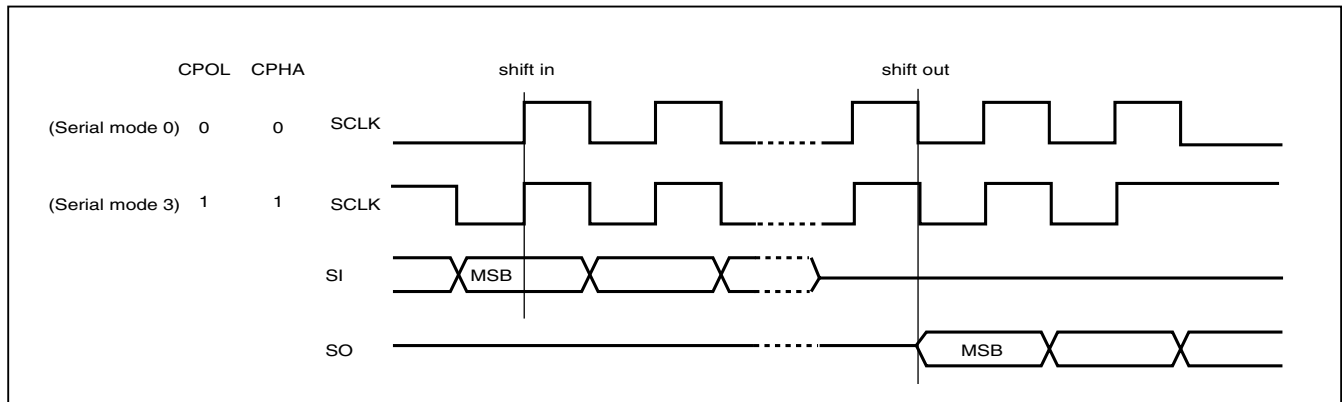 CPOL CPHA shift in shift out
(Serial mode 0) 0 0 SCLK
(Serial mode 3) 1 1 SCLK
SI MSB
SO MSB